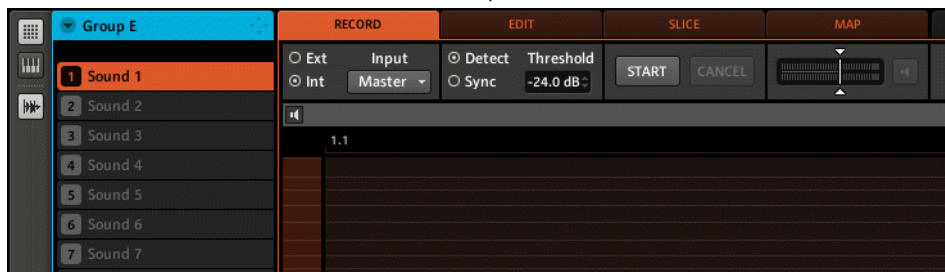 Group E
RECORD EDIT SLICE MAP
Ext Input Detect Threshold
Int Master Sync -24.0 dB START CANCEL
1 Sound 1
2 Sound 2
3 Sound 3
4 Sound 4
5 Sound 5
6 Sound 6
7 Sound 7
1.1